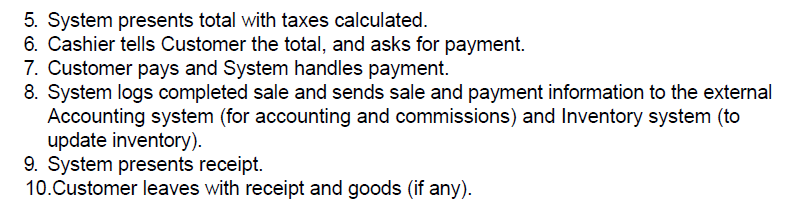 5. System presents total with taxes calculated.
6. Cashier tells Customer the total, and asks for payment.
7. Customer pays and System handles payment.
8. System logs completed sale and sends sale and payment information to the external
Accounting system (for accounting and commissions) and Inventory system (to
update inventory).
9. System presents receipt.
10.Customer leaves with receipt and goods (if any).